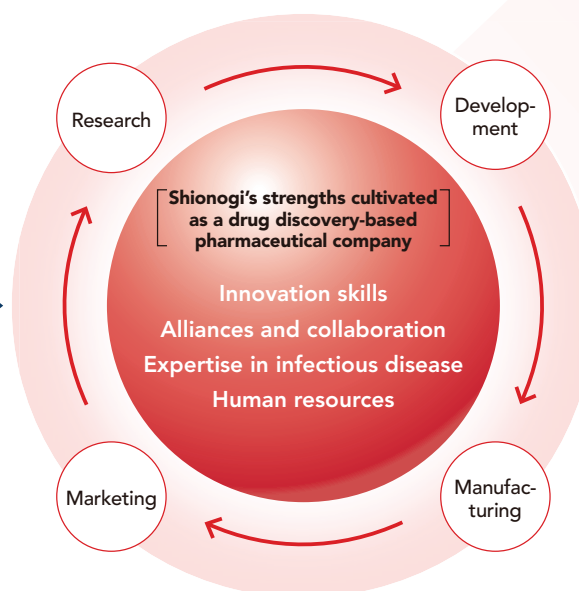 Research
Develop-
ment
Shionogi's strengths cultivated
as a drug discovery-based
pharmaceutical company
Innovation skills
Alliances and collaboration
Expertise in infectious disease
Human resources
Marketing
Manufac-
turing